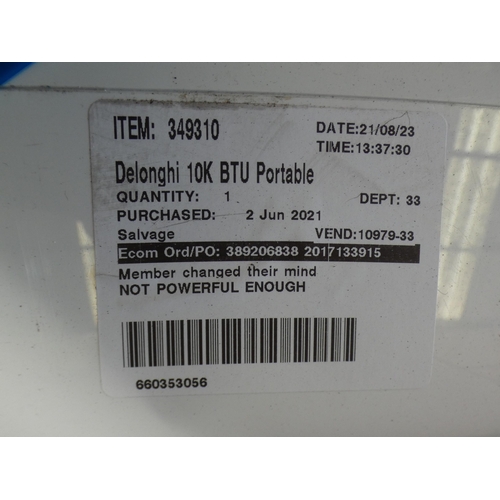 ITEM: 349310 DATE:21/08/23
TIME:13:37:30
Delonghi 10K BTU Portable
QUANTITY: 1 DEPT: 33
PURCHASED: 2 Jun 2021
Salvage VEND:10979-33
Ecom Ord/PO: 389206838 2017133915
Member changed their mind
NOT POWERFUL ENOUGH
660353056